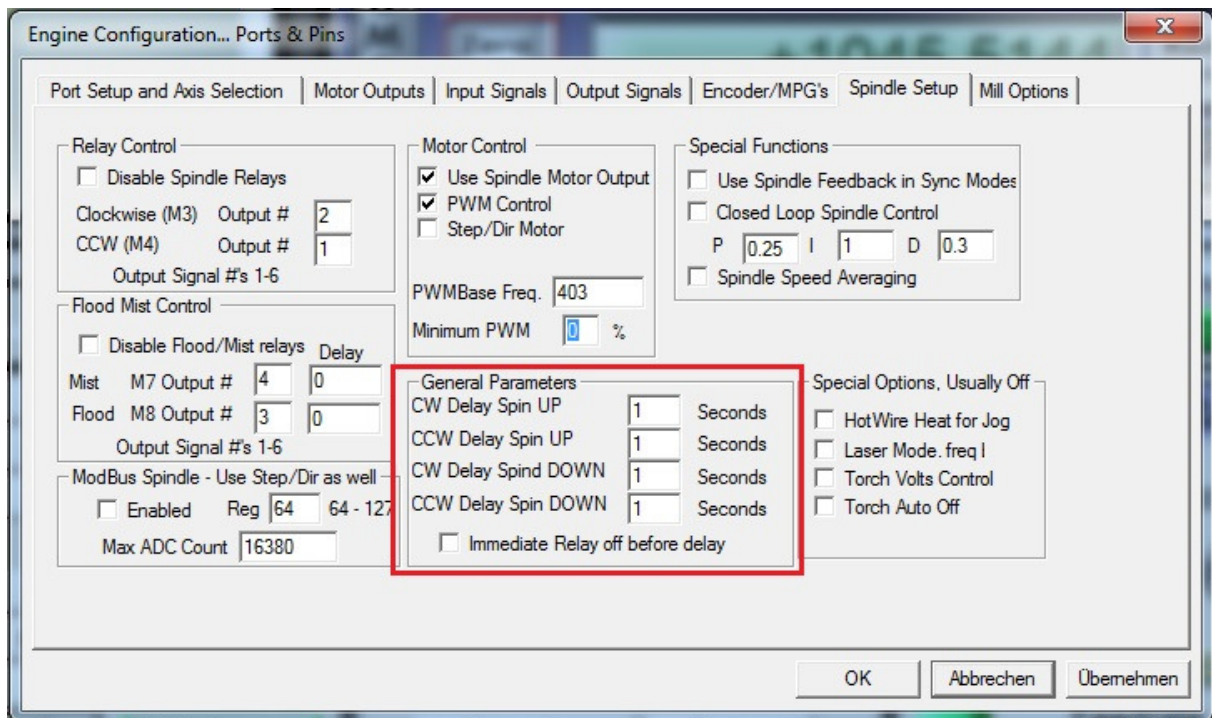 Engine Configuration... Ports & Pins
Port Setup and Axis Selection
Motor Outputs
Input Signals
Output Signals
Encoder/MPG's
Spindle Setup
Mill Options
Relay Control
Disable Spindle Relays
Clockwise (M3) Output # 2
CCW (M4) Output # 1
Output Signal #'s 1-6
Flood Mist Control
Disable Flood/Mist relays Delay
Mist M7 Output # 4 0
Flood M8 Output # 3 0
Output Signal #'s 1-6
ModBus Spindle - Use Step/Dir as well
Enabled Reg 64 64 - 127
Max ADC Count 16380
Motor Control
Use Spindle Motor Output
PWM Control
Step/Dir Motor
PWMBase Freq. 403
Minimum PWM 0 %
General Parameters
CW Delay Spin UP 1 Seconds
CCW Delay Spin UP 1 Seconds
CW Delay Spind DOWN 1 Seconds
CCW Delay Spin DOWN 1 Seconds
Immediate Relay off before delay
Special Functions
Use Spindle Feedback in Sync Modes
Closed Loop Spindle Control
P 0.25 I 1 D 0.3
Spindle Speed Averaging
Special Options, Usually Off
HotWire Heat for Jog
Laser Mode. freq I
Torch Volts Control
Torch Auto Off
OK
Abbrechen
Übernehmen